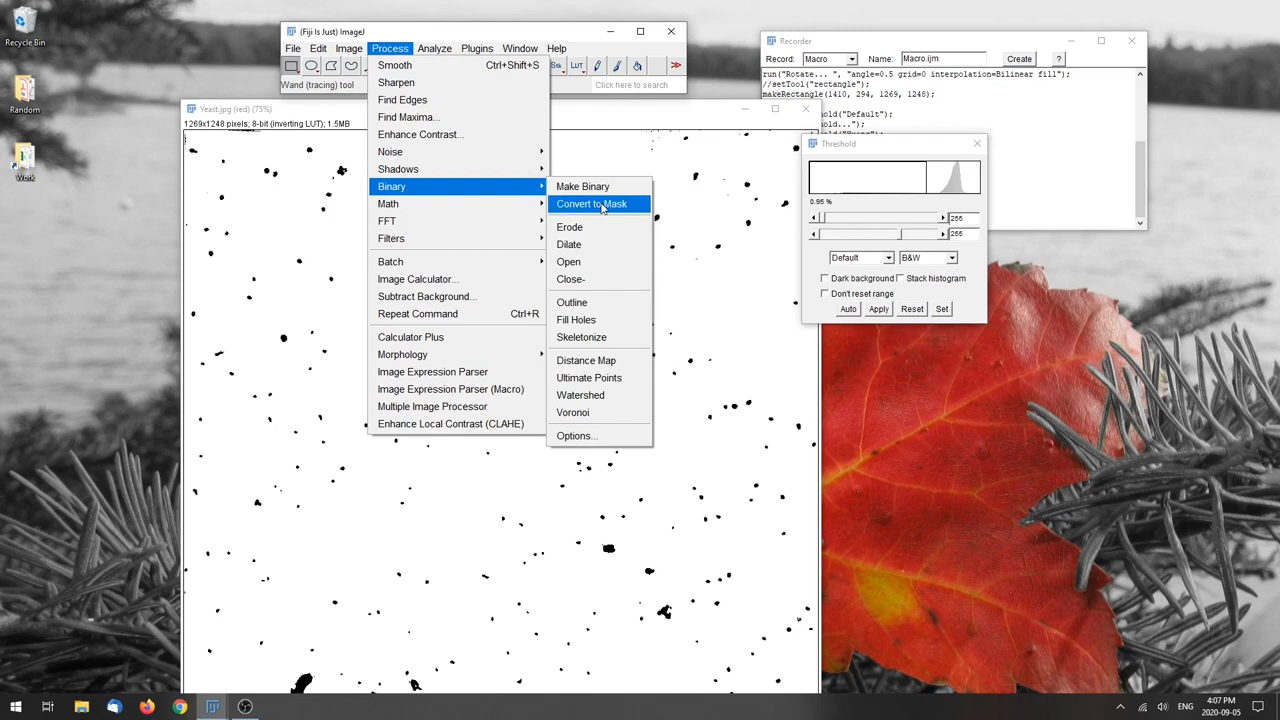 Recycle Bin
Random
Work
(Fiji Is Just) ImageJ
File Edit Image Process Analyze Plugins Window Help
Stk LUT
Wand (tracing) tool
Click here to search
Yeast.jpg (red) (75%)
1269x1248 pixels; 8-bit (inverting LUT); 1.5MB
Smooth Ctrl+Shift+S
Sharpen
Find Edges
Find Maxima...
Enhance Contrast...
Noise
Shadows
Binary
Math
FFT
Filters
Batch
Image Calculator...
Subtract Background...
Repeat Command Ctrl+R
Calculator Plus
Morphology
Image Expression Parser
Image Expression Parser (Macro)
Multiple Image Processor
Enhance Local Contrast (CLAHE)
Make Binary
Convert to Mask
Erode
Dilate
Open
Close-
Outline
Fill Holes
Skeletonize
Distance Map
Ultimate Points
Watershed
Voronoi
Options...
Recorder
Record: Macro Name: Macro.ijm Create ?
run("Rotate... ", "angle=0.5 grid=0 interpolation=Bilinear fill");
//setTool("rectangle");
makeRectangle(1410, 294, 1269, 1248);
hold("Default");
hold...");
Threshold
0.95 %
255
255
Default B&W
Dark background Stack histogram
Don't reset range
Auto Apply Reset Set
ENG
4:07 PM
2020-09-05